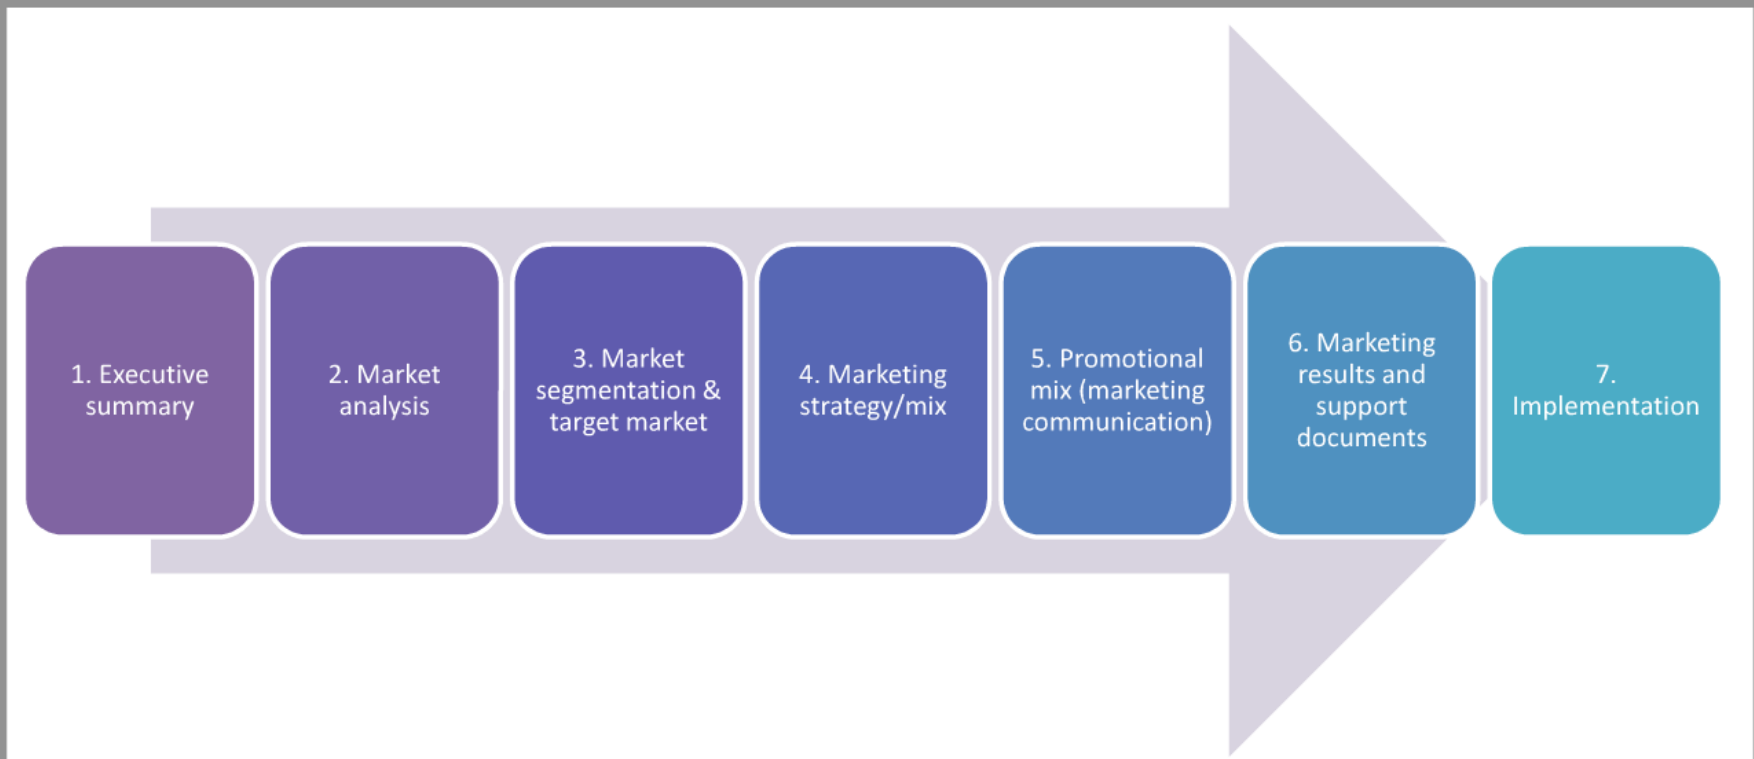 1. Executive
summary
2. Market
analysis
3. Market
segmentation &
target market
4. Marketing
strategy/mix
5. Promotional
mix (marketing
communication)
6. Marketing
results and
support
documents
7.
Implementation